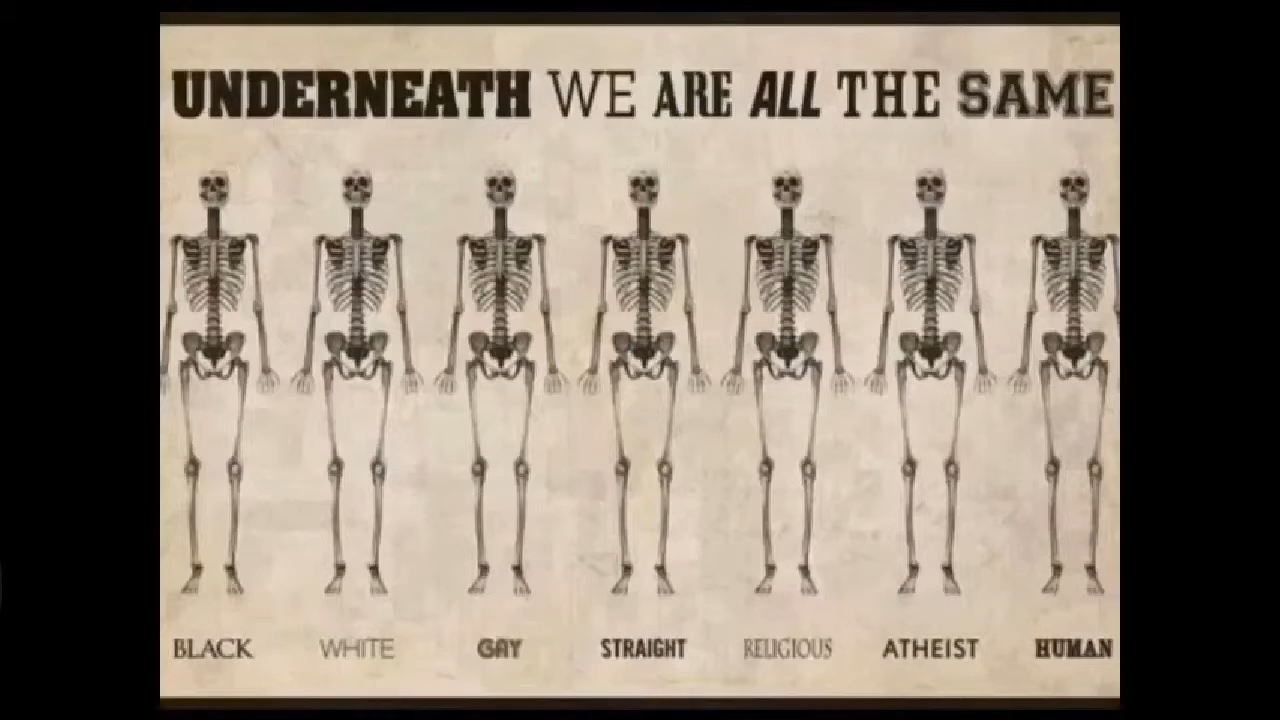 UNDERNEATH WE ARE ALL THE SAME
BLACK WHITE GAY STRAIGHT RELIGIOUS ATHEIST HUMAN